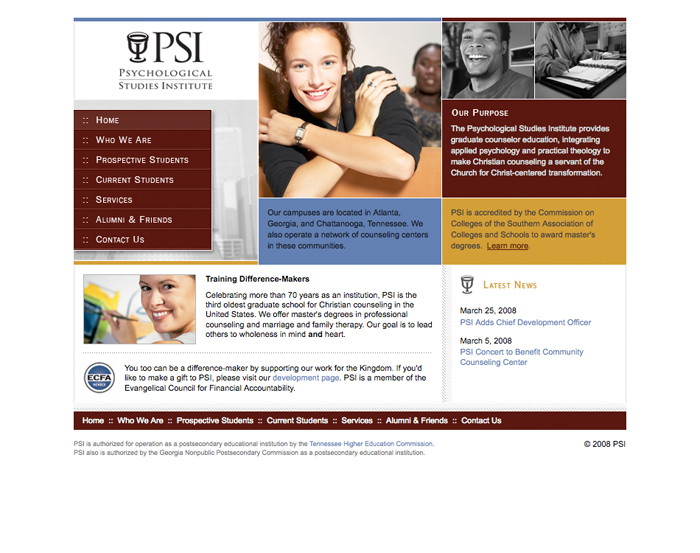 PSI
PSYCHOLOGICAL
STUDIES INSTITUTE
:: HOME
:: WHO WE ARE
:: PROSPECTIVE STUDENTS
:: CURRENT STUDENTS
:: SERVICES
:: ALUMNI & FRIENDS
:: CONTACT US
OUR PURPOSE
The Psychological Studies Institute provides
graduate counselor education, integrating
applied psychology and practical theology to
make Christian counseling a servant of the
Church for Christ-centered transformation.
Our campuses are located in Atlanta,
Georgia, and Chattanooga, Tennessee. We
also operate a network of counseling centers
in these communities.
PSI is accredited by the Commission on
Colleges of the Southern Association of
Colleges and Schools to award master's
degrees. Learn more.
Training Difference-Makers
Celebrating more than 70 years as an institution, PSI is the
third oldest graduate school for Christian counseling in the
United States. We offer master's degrees in professional
counseling and marriage and family therapy. Our goal is to lead
others to wholeness in mind and heart.
ECFA
MEMBER
You too can be a difference-maker by supporting our work for the Kingdom. If you'd
like to make a gift to PSI, please visit our development page. PSI is a member of the
Evangelical Council for Financial Accountability.
LATEST NEWS
March 25, 2008
PSI Adds Chief Development Officer
March 5, 2008
PSI Concert to Benefit Community
Counseling Center
Home :: Who We Are :: Prospective Students :: Current Students :: Services :: Alumni & Friends :: Contact Us
PSI is authorized for operation as a postsecondary educational institution by the Tennessee Higher Education Commission.
PSI also is authorized by the Georgia Nonpublic Postsecondary Commission as a postsecondary educational institution.
© 2008 PSI